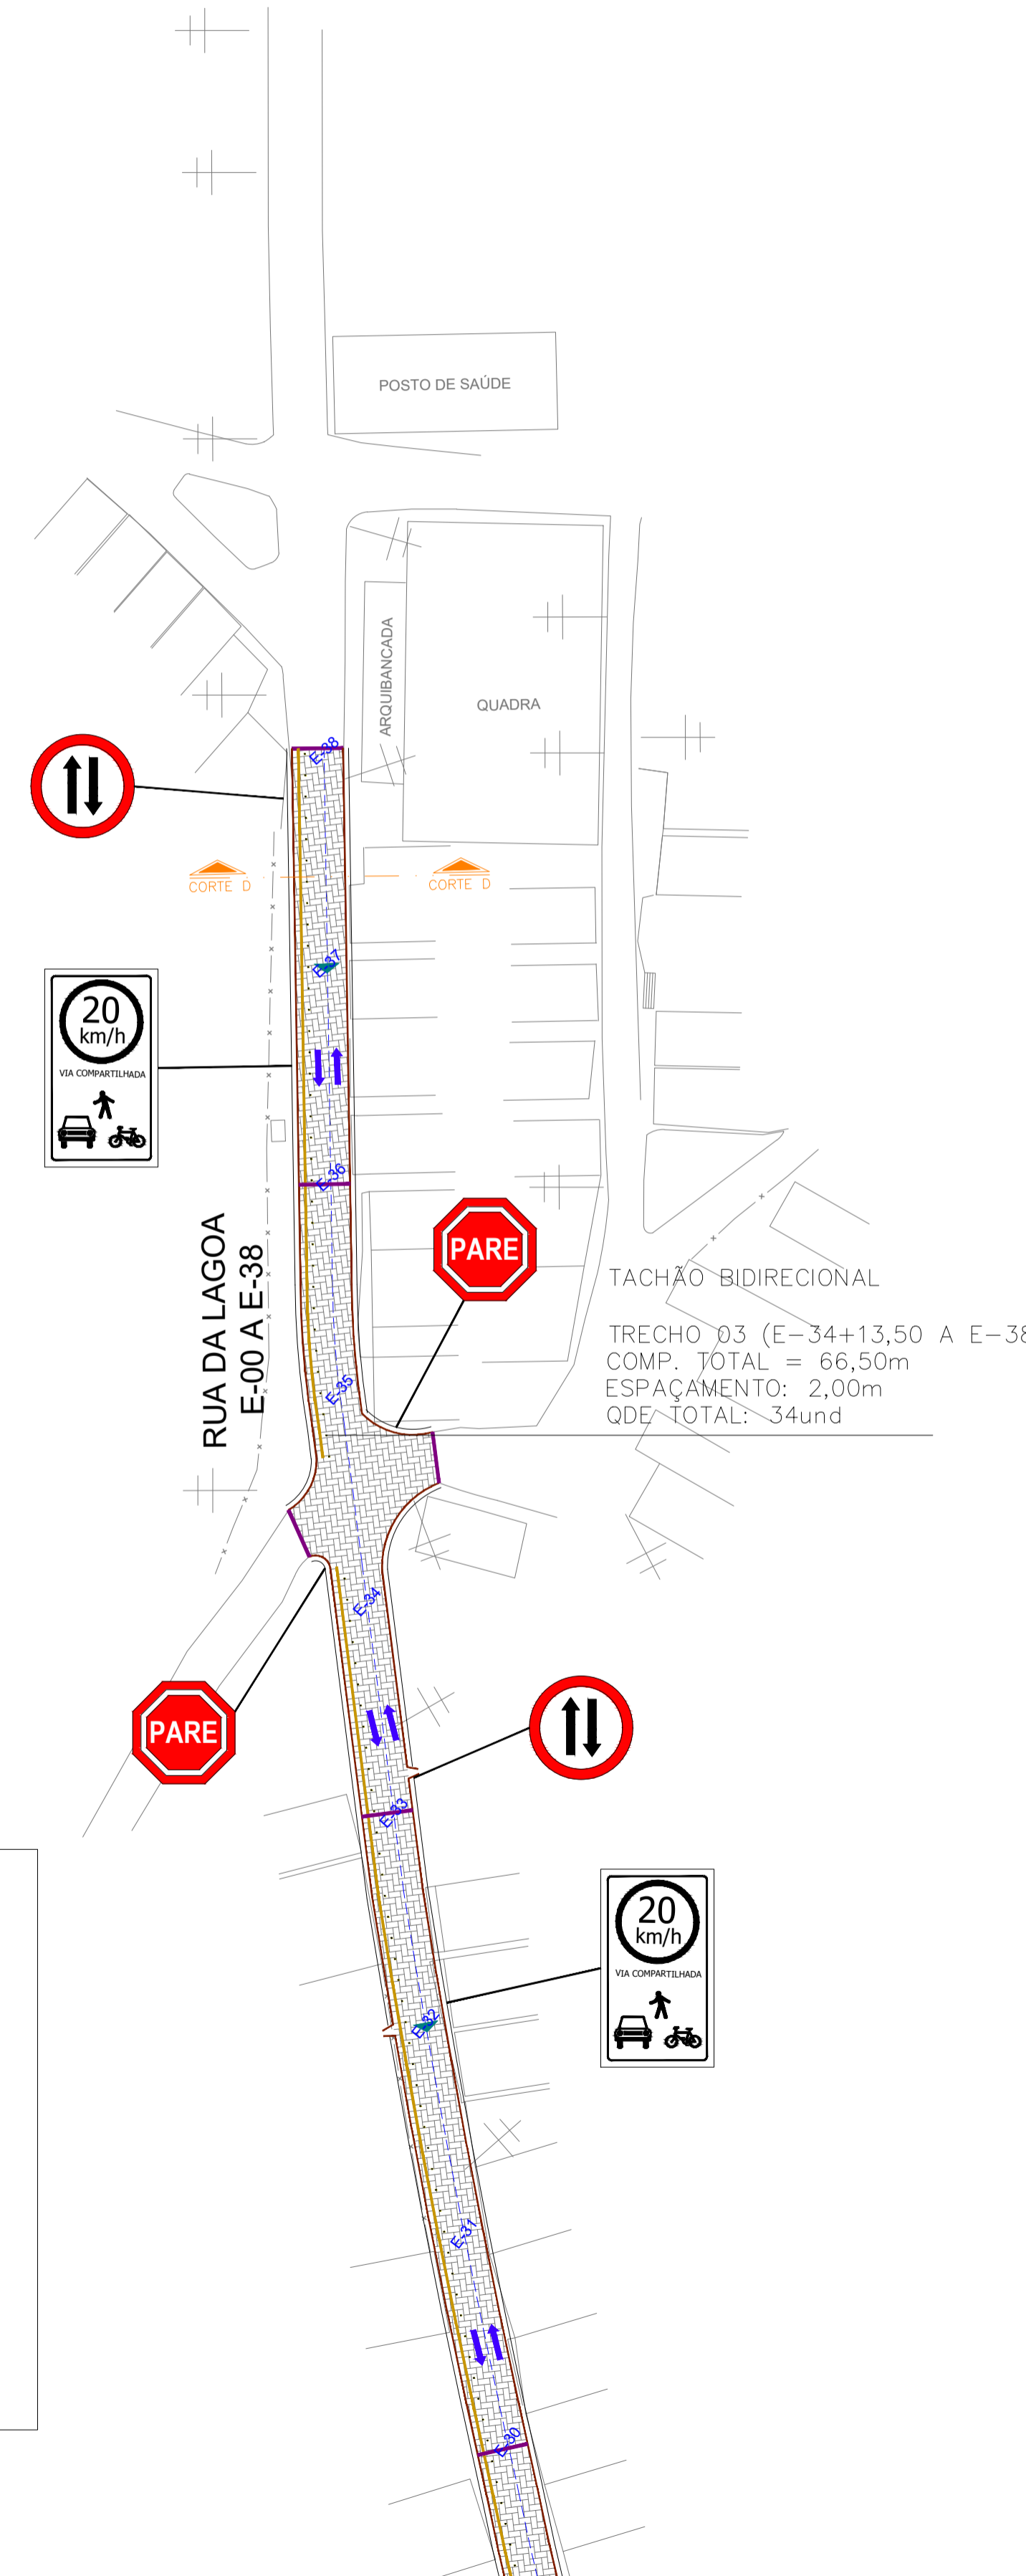 POSTO DE SAÚDE
ARQUIBANCADA
QUADRA
E-38
CORTE D
CORTE D
E-37
20
km/h
VIA COMPARTILHADA
E-36
RUA DA LAGOA
E-00 A E-38
PARE
TACHÃO BIDIRECIONAL
TRECHO 03 (E-34+13,50 A E-38
COMP. TOTAL = 66,50m
ESPAÇAMENTO: 2,00m
QDE TOTAL: 34und
E-35
E-34
PARE
E-33
20
km/h
VIA COMPARTILHADA
E-32
E-31
E-30